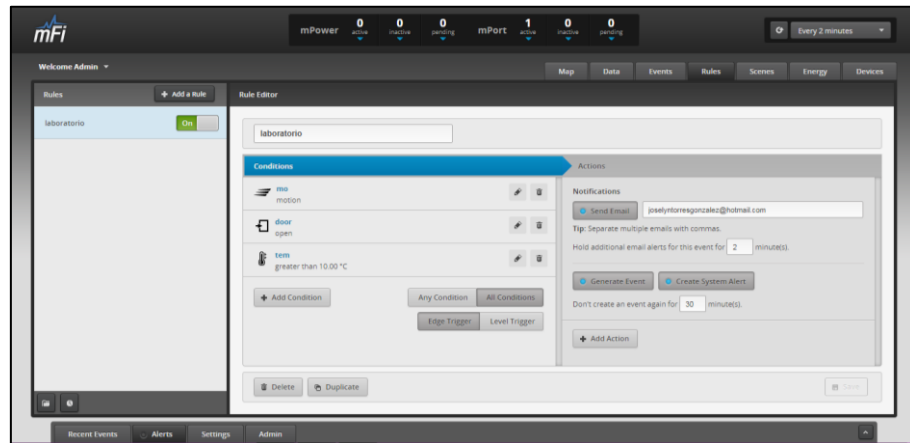 mFi
mPower 0 active 0 inactive 0 pending mPort 1 active 0 inactive 0 pending
Every 2 minutes
Welcome Admin
Map Data Events Rules Scenes Energy Devices
Rules + Add a Rule
Rule Editor
laboratorio On
laboratorio
Conditions
Actions
mo
motion
door
open
tem
greater than 10.00 °C
+ Add Condition
Any Condition All Conditions
Edge Trigger Level Trigger
Notifications
Send Email joselyntorresgonzalez@hotmail.com
Tip: Separate multiple emails with commas.
Hold additional email alerts for this event for 2 minute(s).
Generate Event Create System Alert
Don't create an event again for 30 minute(s).
+ Add Action
Delete Duplicate
Save
Recent Events Alerts Settings Admin